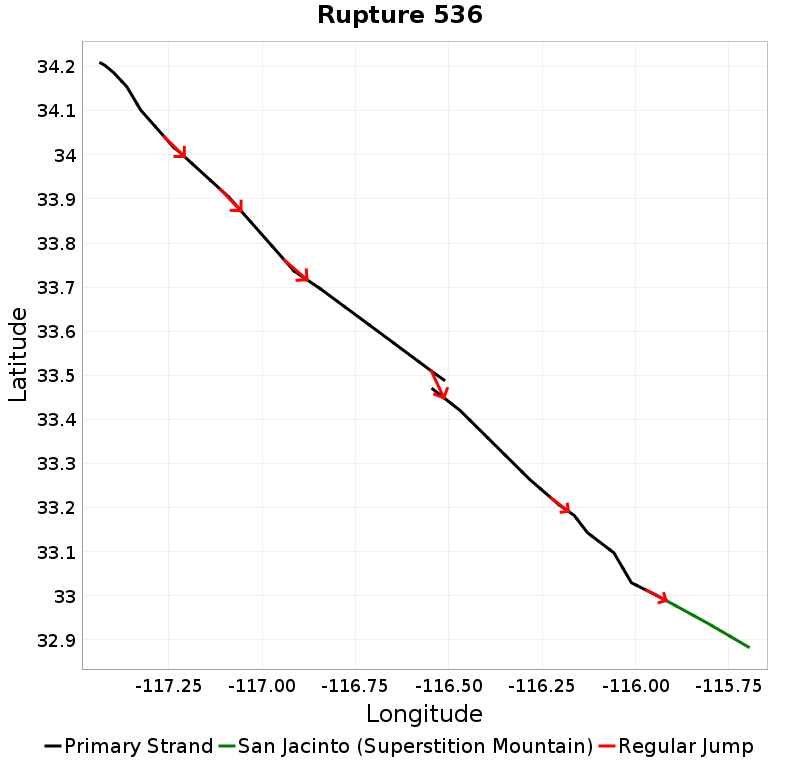 Rupture 536
34.2
34.1
34
33.9
33.8
33.7
33.6
33.5
33.4
33.3
33.2
33.1
33
32.9
Latitude
-117.25 -117.00 -116.75 -116.50 -116.25 -116.00 -115.75
Longitude
Primary Strand San Jacinto (Superstition Mountain) Regular Jump